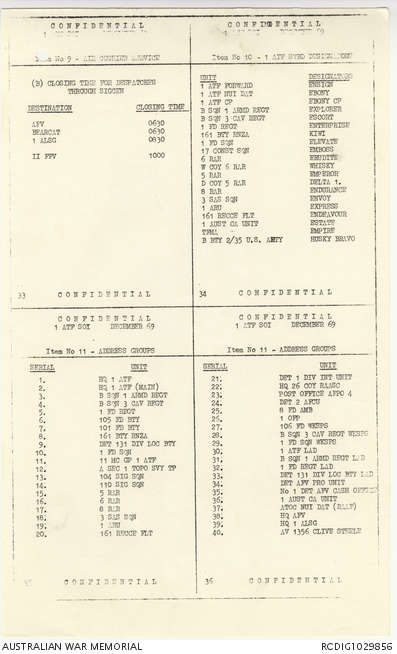 CONFIDENTIAL
Item No 9 - AIR COURIER SERVICE
(B) CLOSING TIME FOR DESPATCHES
THROUGH SIGCEN
DESTINATION CLOSING TIME
AFV 0630
BEARCAT 0630
1 ALSG 0830
II FFV 1000
33 CONFIDENTIAL
CONFIDENTIAL
Item No 10 - 1 ATF
UNIT DESIGNATORS
1 ATF FORWARD ENSIGN
1 ATF NUI DAT EBONY
1 ATF CP EBONY CP
B SQN 1 ARMD REGT EXPLORER
B SQN 3 CAV REGT ESCORT
1 FD REGT ENTERPRISE
161 BTY RNZA KIWI
1 FD SQN ELEVATE
17 CONST SQN EMBOSS
6 RAR ERUDITE
W COY 6 RAR WHISKY
5 RAR EMPEROR
D COY 5 RAR DELTA 1.
8 RAR ENDURANCE
3 SAS SQN ENVOY
1 ARU EXPRESS
161 RECCE FLT ENDEAVOUR
1 AUST CA UNIT ESTATE
TFMA EMPIRE
B BTY 2/35 U.S. ARTY HUSKY BRAVO
34 CONFIDENTIAL
CONFIDENTIAL
1 ATF SOI DECEMBER 69
Item No 11 - ADDRESS GROUPS
SERIAL UNIT
1. HQ 1 ATF
2. HQ 1 ATF (MAIN)
3. B SQN 1 ARMD REGT
4. B SQN 3 CAV REGT
5. 1 FD REGT
6. 105 FD BTY
7. 101 FD BTY
8. 161 BTY RNZA
9. DET 131 DIV LOC BTY
10. 1 FD SQN
11. 11 HC GP 1 ATF
12. A SEC 1 TOPO SVY TP
13. 104 SIG SQN
14. 110 SIG SQN
15. 5 RAR
16. 6 RAR
17. 8 RAR
18. 3 SAS SQN
19. 1 ARU
20. 161 RECCE FLT
35 CONFIDENTIAL
CONFIDENTIAL
1 ATF SOI DECEMBER 69
Item No 11 - ADDRESS GROUPS
SERIAL UNIT
21. DET 1 DIV INT UNIT
22. HQ 26 COY RAASC
23. POST OFFICE AFPO 4
24. DET 2 AFCU
25. 8 FD AMB
26. 1 OFP
27. 106 FD WKSPS
28. B SQN 3 CAV REGT WKSPS
29. 1 FD SQN WKSPS
30. 1 ATF LAD
31. B SQN 1 ARMD REGT LAD
32. 1 FD REGT LAD
33. DET 131 DIV LOC BTY LAD
34. DET AFV PRO UNIT
35. No 1 DET AFV CASH OFFICE
36. 1 AUST CA UNIT
37. ATOC NUI DAT (RAAF)
38. HQ AFV
39. HQ 1 ALSG
40. AV 1356 CLIVE STEELE
36 CONFIDENTIAL
AUSTRALIAN WAR MEMORIAL RCDIG1029856